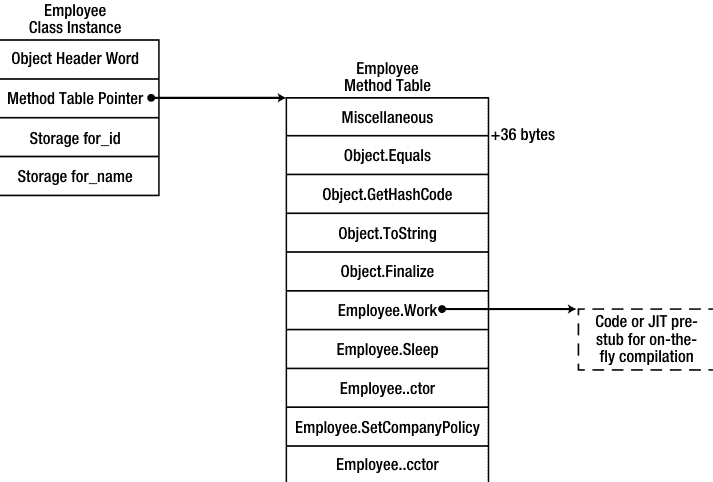 Employee
Class Instance
Object Header Word
Method Table Pointer
Storage for_id
Storage for_name
Employee
Method Table
Miscellaneous
+36 bytes
Object.Equals
Object.GetHashCode
Object.ToString
Object.Finalize
Employee.Work
Employee.Sleep
Employee..ctor
Employee.SetCompanyPolicy
Employee..cctor
Code or JIT pre-
stub for on-the-
fly compilation